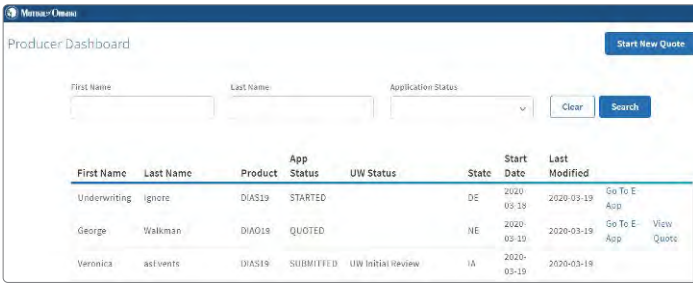 Mutual of Omaha
Producer Dashboard
Start New Quote
First Name Last Name Application Status
Clear Search
App Start Last
First Name Last Name Product Status UW Status State Date Modified
Underwriting Ignore DIAS19 STARTED DE 2020-03-18 2020-03-19 Go To E App
George Walkman DIAO19 QUOTED NE 2020-03-19 2020-03-19 Go To E-App View Quote
Veronica asEvents DIAS19 SUBMITTED UW Initial Review IA 2020-03-19 2020-03-19